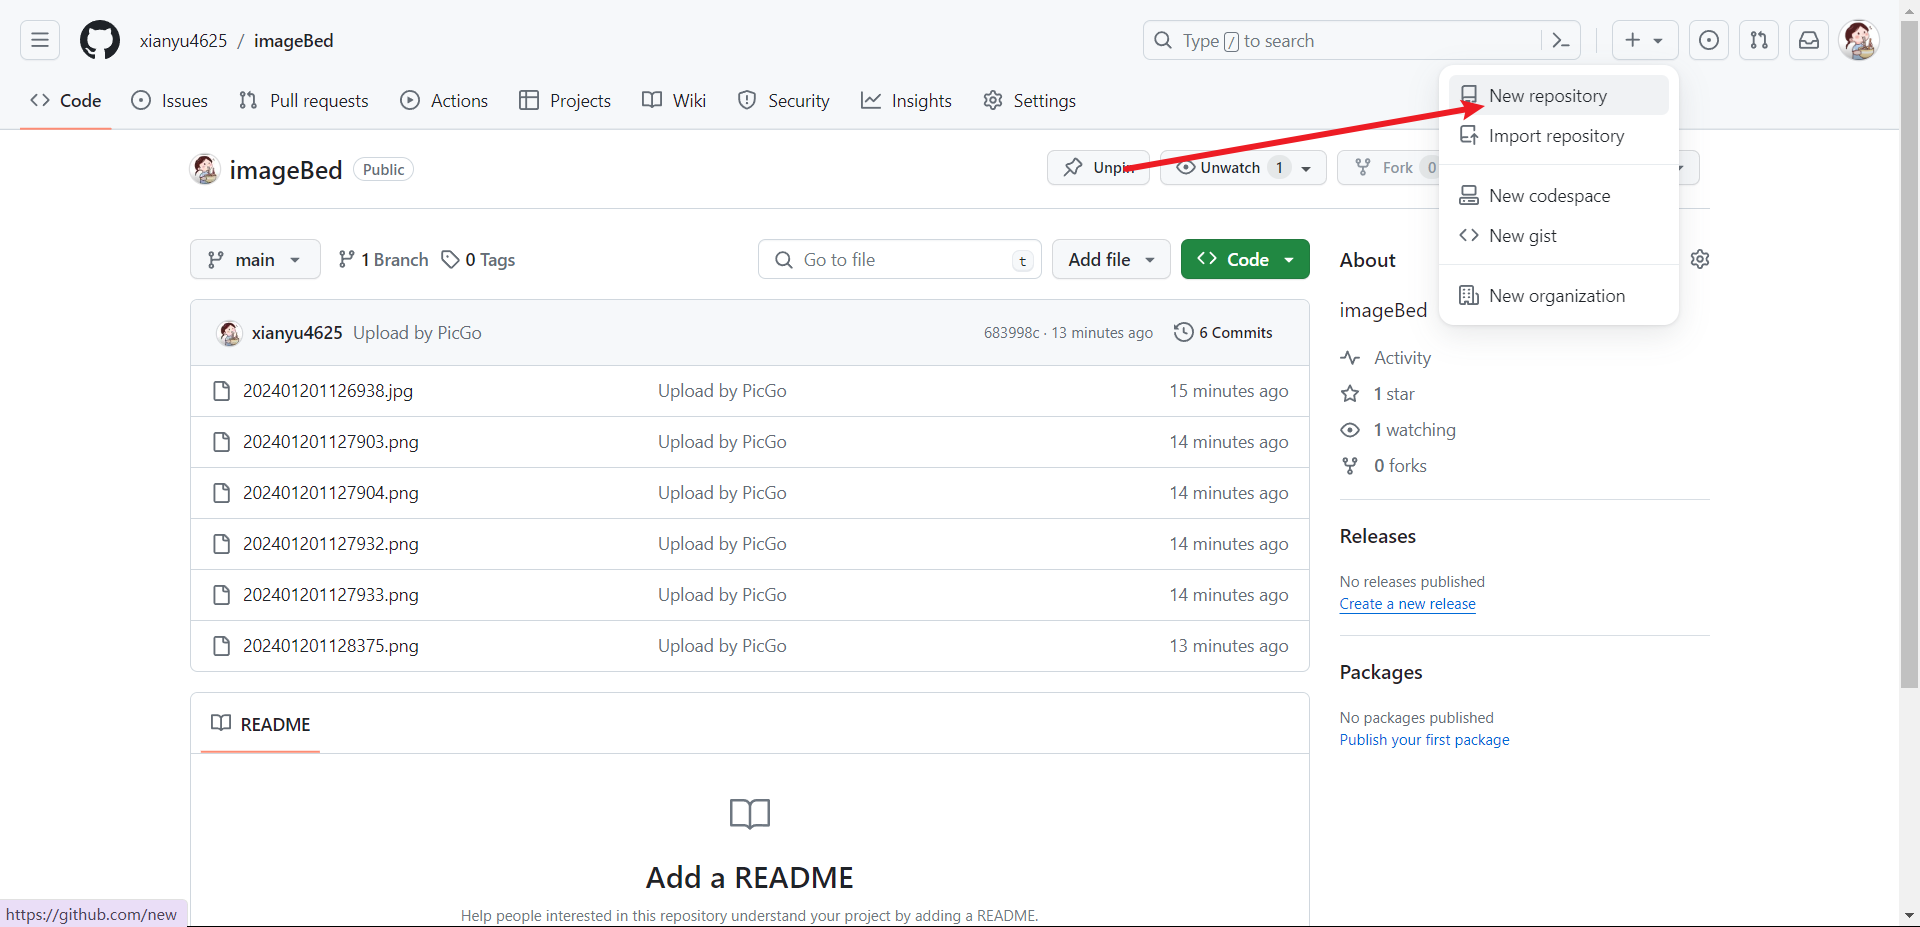 xianyu4625 / imageBed
Type / to search
Code Issues Pull requests Actions Projects Wiki Security Insights Settings
New repository
Import repository
New codespace
New gist
New organization
imageBed Public
Unpin Unwatch 1 Fork 0
main 1 Branch 0 Tags
Go to file t
Add file
Code
xianyu4625 Upload by PicGo 683998c · 13 minutes ago 6 Commits
202401201126938.jpg Upload by PicGo 15 minutes ago
202401201127903.png Upload by PicGo 14 minutes ago
202401201127904.png Upload by PicGo 14 minutes ago
202401201127932.png Upload by PicGo 14 minutes ago
202401201127933.png Upload by PicGo 14 minutes ago
202401201128375.png Upload by PicGo 13 minutes ago
README
Add a README
Help people interested in this repository understand your project by adding a README.
About
imageBed
Activity
1 star
1 watching
0 forks
Releases
No releases published
Create a new release
Packages
No packages published
Publish your first package
https://github.com/new